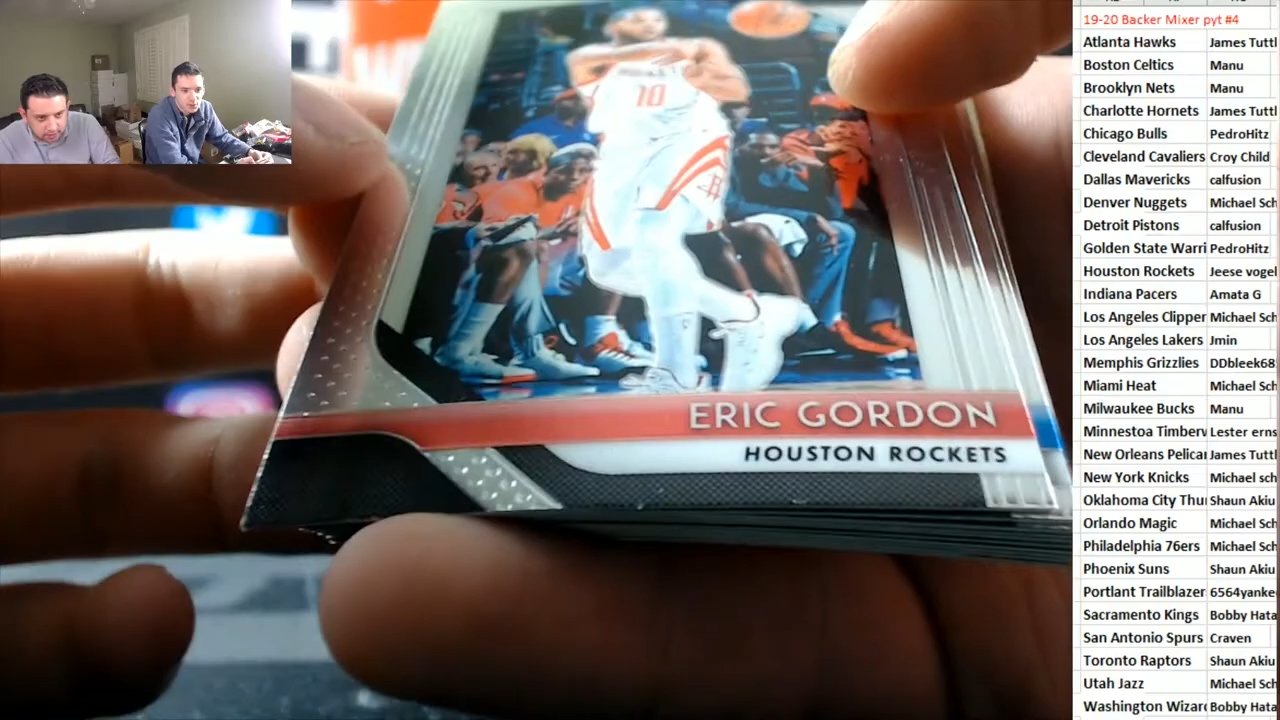 10
ERIC GORDON
HOUSTON ROCKETS
19-20 Backer Mixer pyt #4
Atlanta Hawks James Tuttl
Boston Celtics Manu
Brooklyn Nets Manu
Charlotte Hornets James Tuttl
Chicago Bulls PedroHitz
Cleveland Cavaliers Croy Child
Dallas Mavericks calfusion
Denver Nuggets Michael Sch
Detroit Pistons calfusion
Golden State Warri PedroHitz
Houston Rockets Jeese vogel
Indiana Pacers Amata G
Los Angeles Clipper Michael Sch
Los Angeles Lakers Jmin
Memphis Grizzlies DDbleek68
Miami Heat Michael Sch
Milwaukee Bucks Manu
Minnestoa Timberv Lester erns
New Orleans Pelican James Tuttl
New York Knicks Michael sch
Oklahoma City Thu Shaun Akiu
Orlando Magic Michael Sch
Philadelphia 76ers Michael Sch
Phoenix Suns Shaun Akiu
Portlant Trailblazer 6564yanke
Sacramento Kings Bobby Hata
San Antonio Spurs Craven
Toronto Raptors Shaun Akiu
Utah Jazz Michael Sch
Washington Wizard Bobby Hata